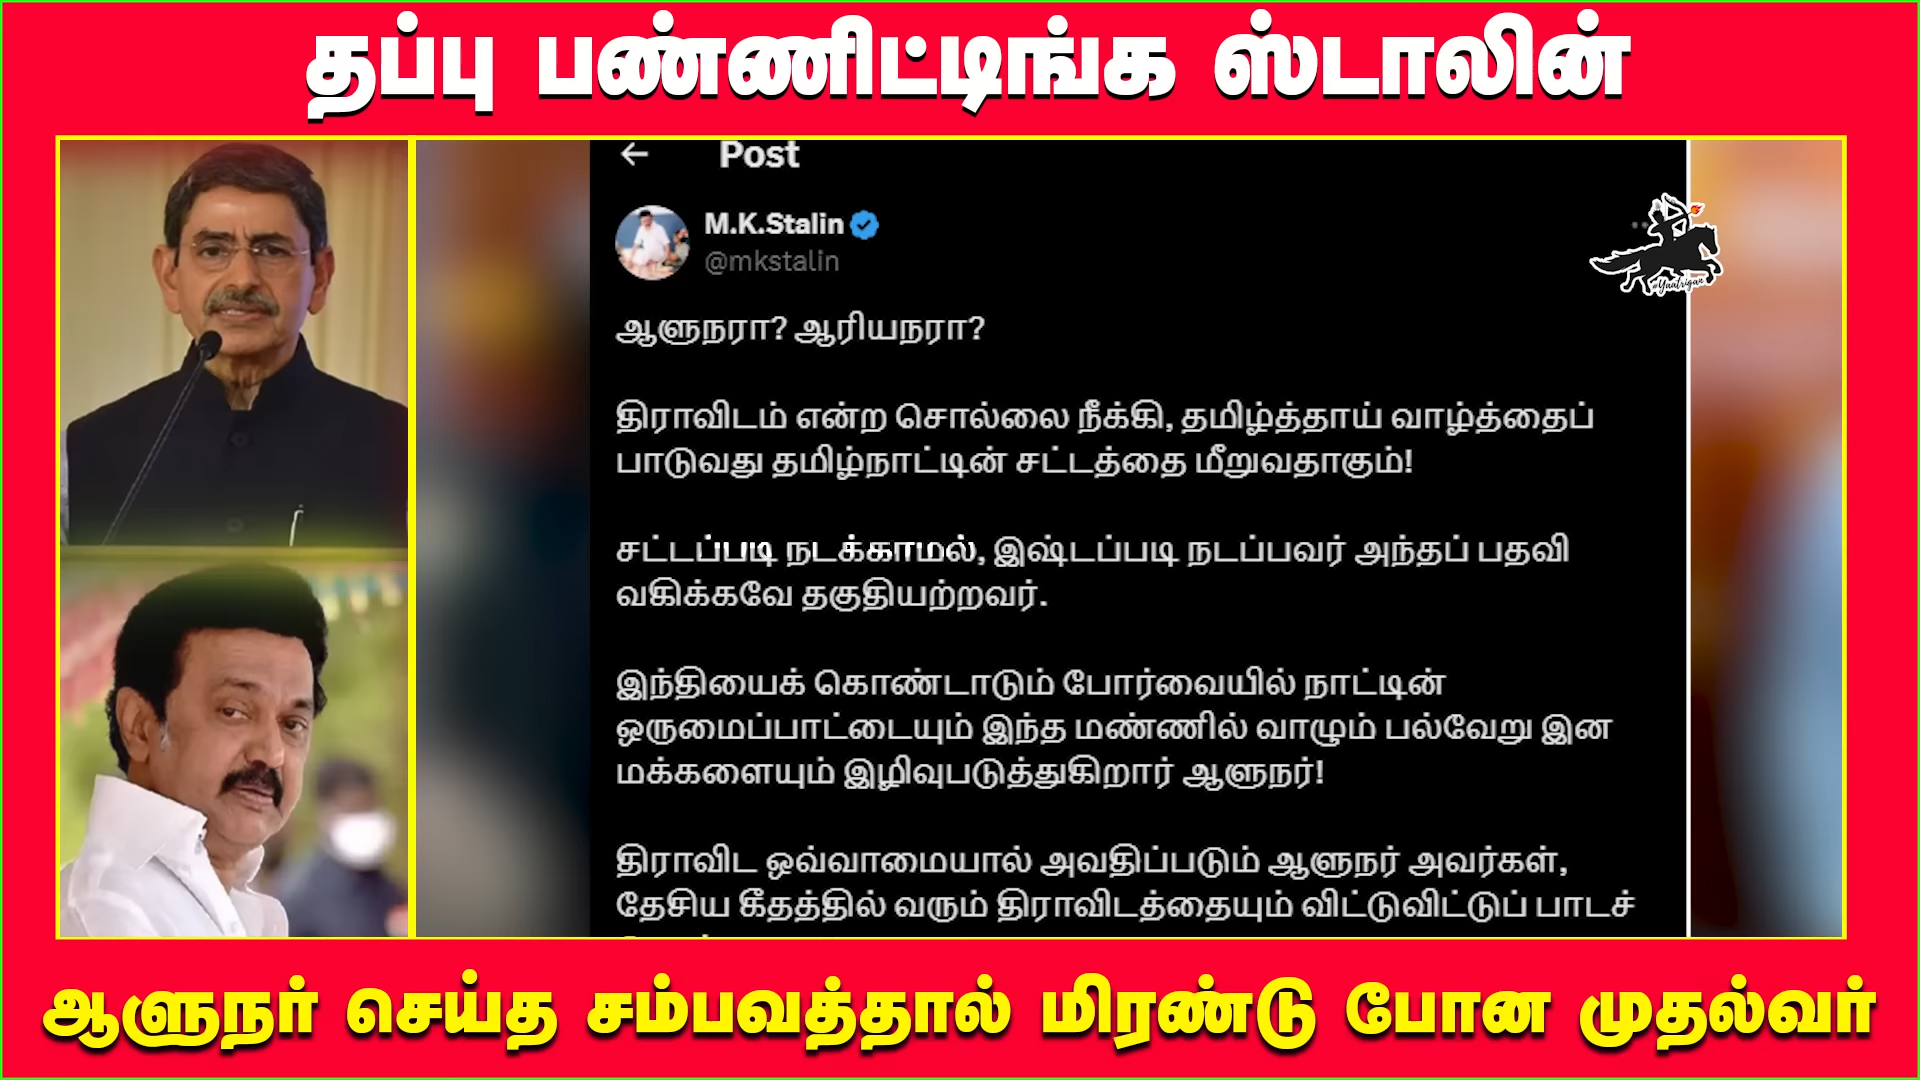 தப்பு பண்ணிட்டிங்க ஸ்டாலின்
Post
M.K.Stalin
@mkstalin
ஆளுநரா? ஆரியநரா?
திராவிடம் என்ற சொல்லை நீக்கி, தமிழ்த்தாய் வாழ்த்தைப்
பாடுவது தமிழ்நாட்டின் சட்டத்தை மீறுவதாகும்!
சட்டப்படி நடக்காமல், இஷ்டப்படி நடப்பவர் அந்தப் பதவி
வகிக்கவே தகுதியற்றவர்.
இந்தியைக் கொண்டாடும் போர்வையில் நாட்டின்
ஒருமைப்பாட்டையும் இந்த மண்ணில் வாழும் பல்வேறு இன
மக்களையும் இழிவுபடுத்துகிறார் ஆளுநர்!
திராவிட ஒவ்வாமையால் அவதிப்படும் ஆளுநர் அவர்கள்,
தேசிய கீதத்தில் வரும் திராவிடத்தையும் விட்டுவிட்டுப் பாடச்
#Yaatrigan
ஆளுநர் செய்த சம்பவத்தால் மிரண்டு போன முதல்வர்